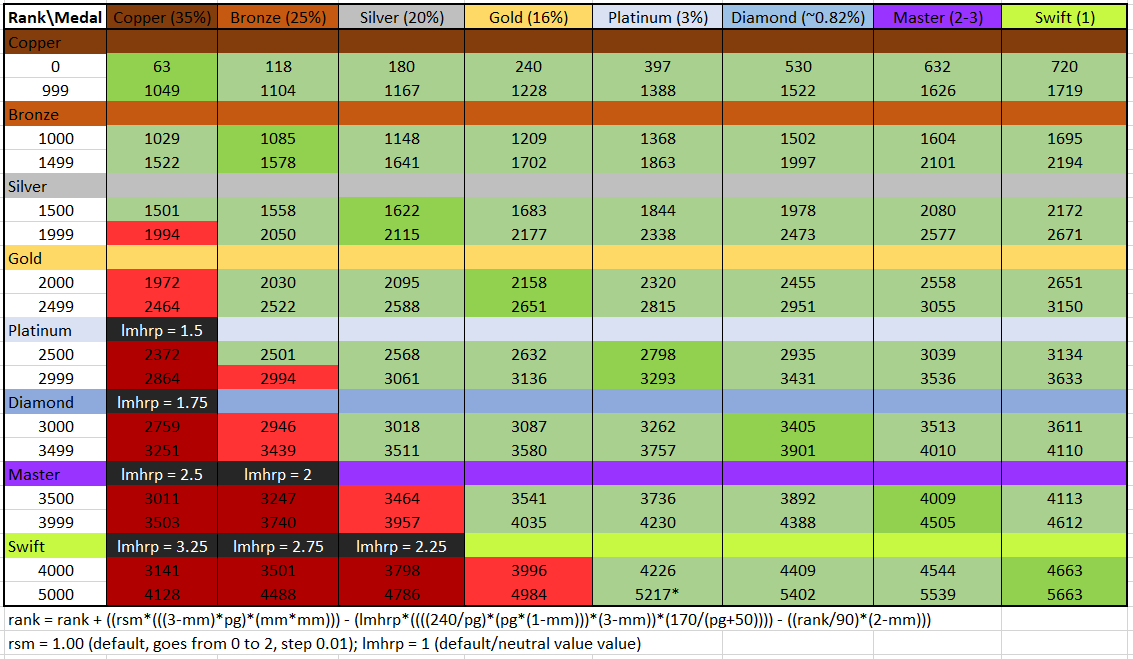 Rank\Medal Copper (35%) Bronze (25%) Silver (20%) Gold (16%) Platinum (3%) Diamond (~0.82%) Master (2-3) Swift (1)
Copper
0 63 118 180 240 397 530 632 720
999 1049 1104 1167 1228 1388 1522 1626 1719
Bronze
1000 1029 1085 1148 1209 1368 1502 1604 1695
1499 1522 1578 1641 1702 1863 1997 2101 2194
Silver
1500 1501 1558 1622 1683 1844 1978 2080 2172
1999 1994 2050 2115 2177 2338 2473 2577 2671
Gold
2000 1972 2030 2095 2158 2320 2455 2558 2651
2499 2464 2522 2588 2651 2815 2951 3055 3150
Platinum lmhrp = 1.5
2500 2372 2501 2568 2632 2798 2935 3039 3134
2999 2864 2994 3061 3136 3293 3431 3536 3633
Diamond lmhrp = 1.75
3000 2759 2946 3018 3087 3262 3405 3513 3611
3499 3251 3439 3511 3580 3757 3901 4010 4110
Master lmhrp = 2.5 lmhrp = 2
3500 3011 3247 3464 3541 3736 3892 4009 4113
3999 3503 3740 3957 4035 4230 4388 4505 4612
Swift lmhrp = 3.25 lmhrp = 2.75 lmhrp = 2.25
4000 3141 3501 3798 3996 4226 4409 4544 4663
5000 4128 4488 4786 4984 5217* 5402 5539 5663
rank = rank + ((rsm*(((3-mm)*pg)*(mm*mm))) - (lmhrp*((((240/pg)*(pg*(1-mm)))*(3-mm))*(170/(pg+50)))) - ((rank/90)*(2-mm)))
rsm = 1.00 (default, goes from 0 to 2, step 0.01); lmhrp = 1 (default/neutral value value)